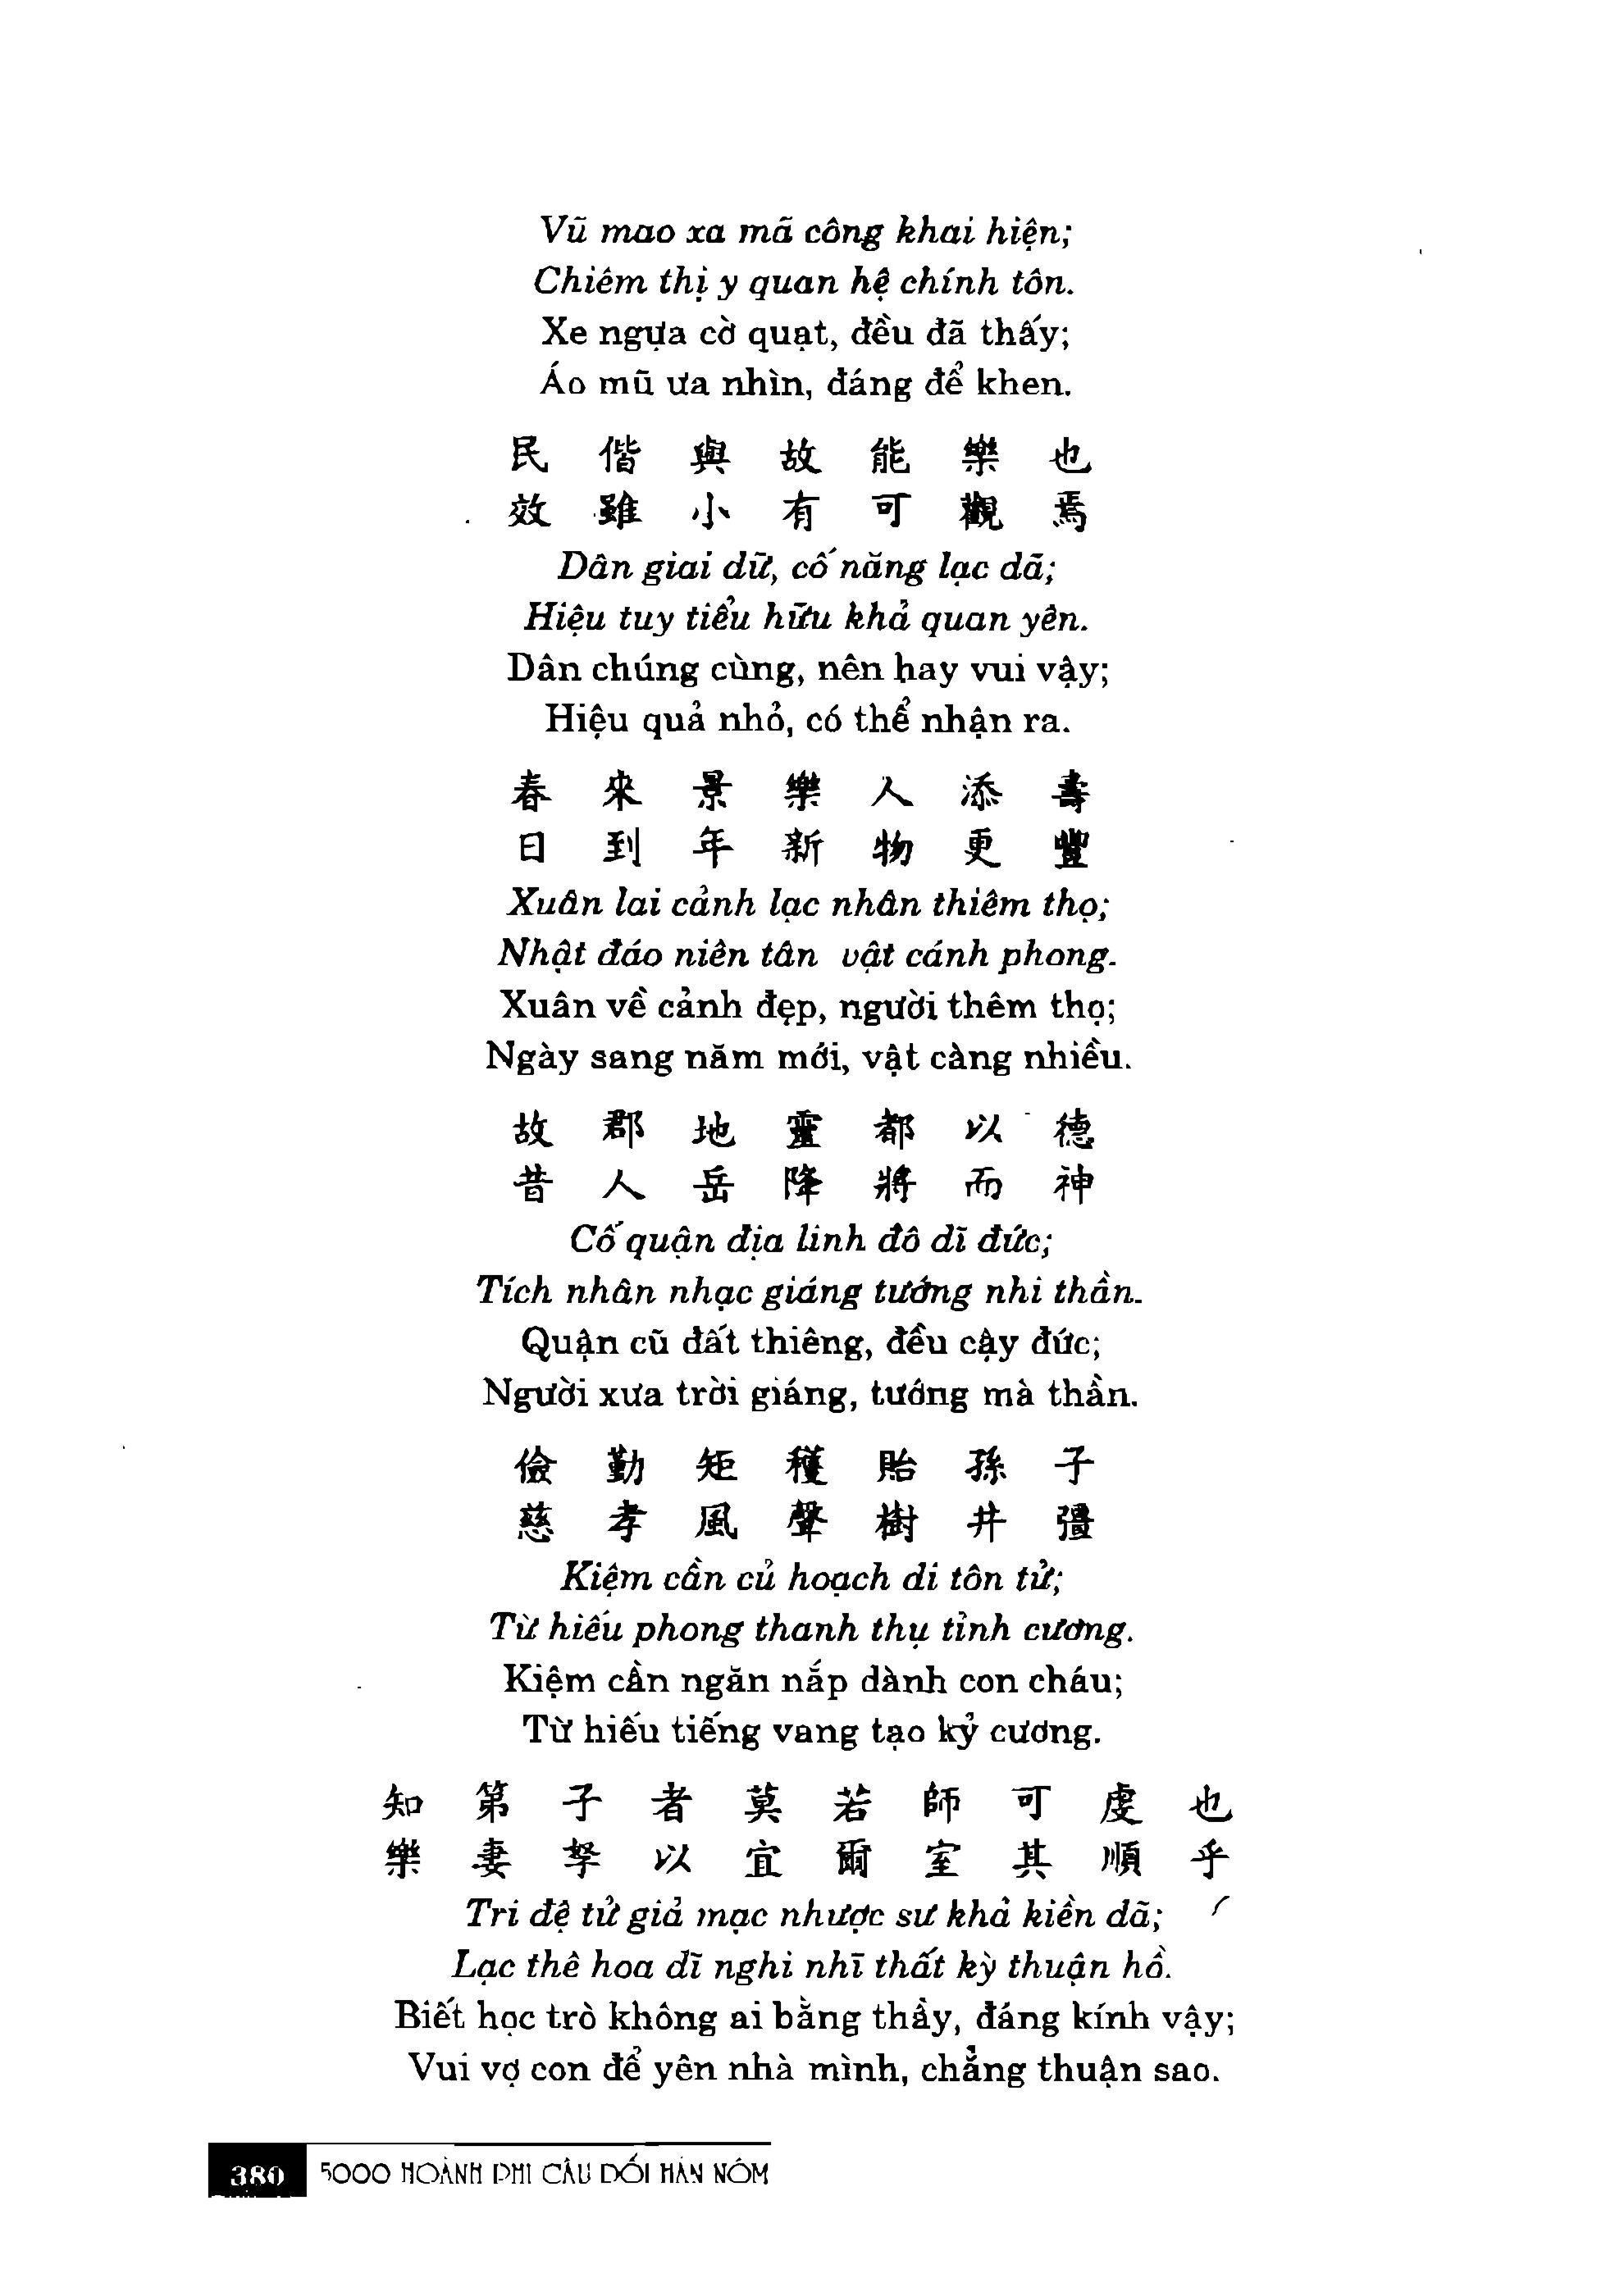 Vũ mao xa mã công khai hiện;
Chiêm thị y quan hệ chính tôn.
Xe ngựa cờ quạt, đều đã thấy;
Áo mũ ưa nhìn, đáng để khen.
民 偕 與 故 能 樂 也
效 雖 小 有 可 觀 焉
Dân giai dữ, cố năng lạc dã;
Hiệu tuy tiểu hữu khả quan yên.
Dân chúng cùng, nên hay vui vậy;
Hiệu quả nhỏ, có thể nhận ra.
春 來 景 樂 人 添 壽
日 到 年 新 物 更 豐
Xuân lai cảnh lạc nhân thiêm thọ;
Nhật đáo niên tân vật cánh phong.
Xuân về cảnh đẹp, người thêm thọ;
Ngày sang năm mới, vật càng nhiều.
故 郡 地 靈 都 以 德
昔 人 岳 降 將 而 神
Cố quận địa linh đô dĩ đức;
Tích nhân nhạc giáng tướng nhi thần.
Quận cũ đất thiêng, đều cậy đức;
Người xưa trời giáng, tướng mà thần.
儉 勤 矩 穫 貽 孫 子
慈 孝 風 聲 樹 井 彊
Kiệm cần củ hoạch di tôn tử;
Từ hiếu phong thanh thụ tỉnh cương.
Kiệm cần ngăn nắp dành con cháu;
Từ hiếu tiếng vang tạo kỷ cương.
知 第 子 者 莫 若 師 可 虔 也
樂 妻 孥 以 宜 爾 室 其 順 乎
Tri đệ tử giả mạc nhược sư khả kiền dã;
Lạc thê hoa dĩ nghi nhĩ thất kỳ thuận hồ.
Biết học trò không ai bằng thầy, đáng kính vậy;
Vui vợ con để yên nhà mình, chẳng thuận sao.
380 5000 HOÀNH PHI CÂU ĐỐI HÁN NÔM